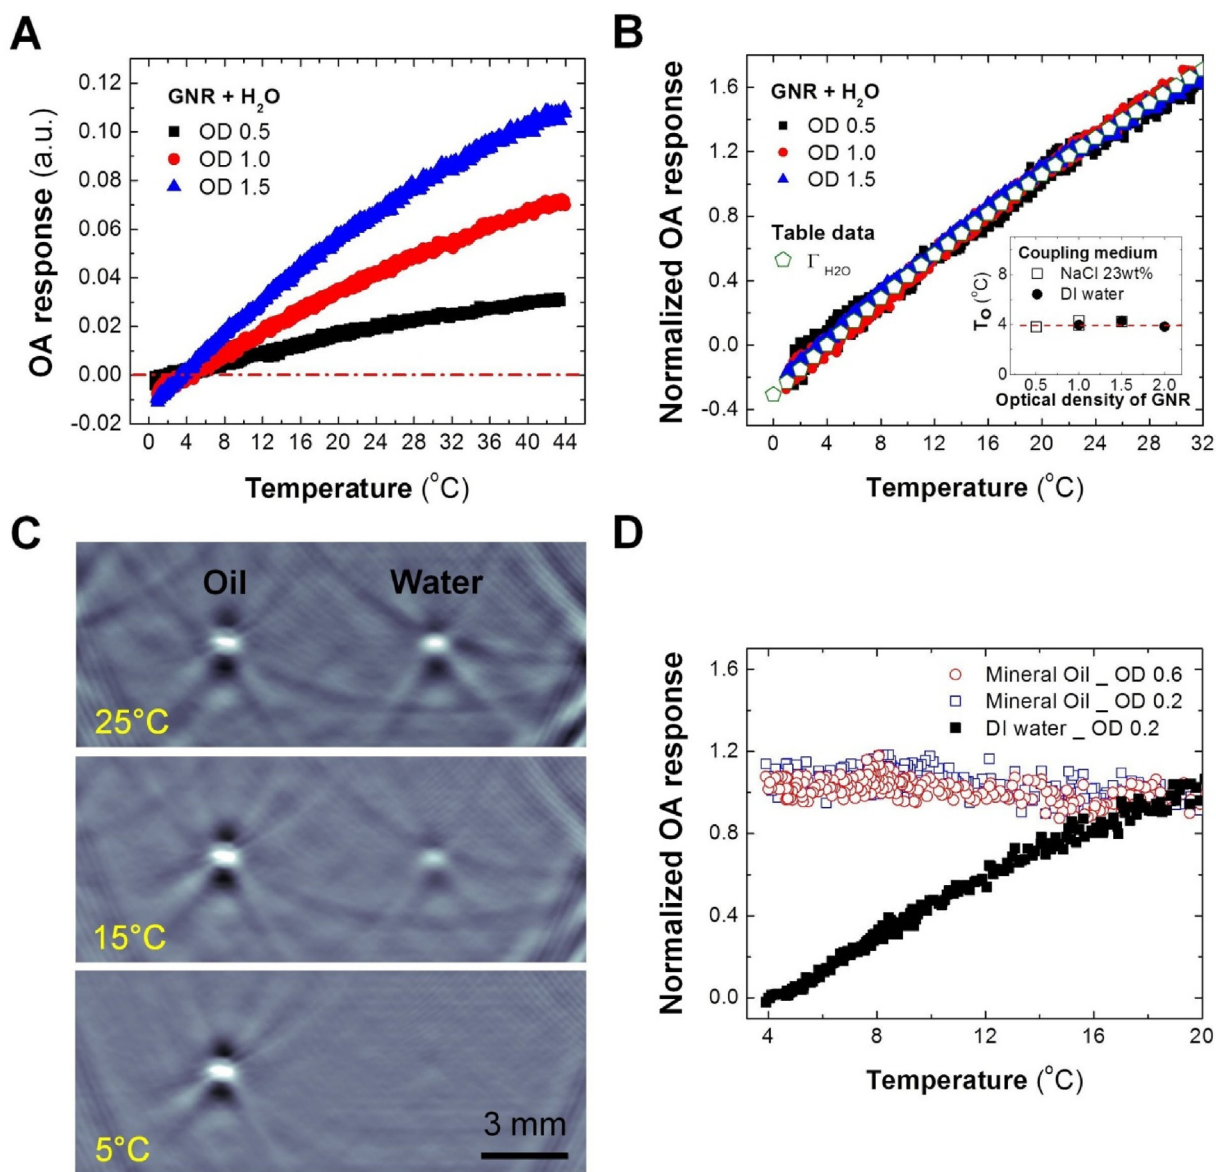 A
OA response (a.u.)
0.12
0.10
0.08
0.06
0.04
0.02
0.00
-0.02
GNR + H2O
OD 0.5
OD 1.0
OD 1.5
0 4 8 12 16 20 24 28 32 36 40 44
Temperature (°C)
B
Normalized OA response
1.6
1.2
0.8
0.4
0.0
-0.4
GNR + H2O
OD 0.5
OD 1.0
OD 1.5
Table data
Γ H2O
Coupling medium
NaCl 23wt%
DI water
TO (°C)
8
4
0
0.5 1.0 1.5 2.0
Optical density of GNR
0 4 8 12 16 20 24 28 32
Temperature (°C)
C
Oil Water
25°C
15°C
5°C
3 mm
D
Normalized OA response
1.6
1.2
0.8
0.4
0.0
Mineral Oil _ OD 0.6
Mineral Oil _ OD 0.2
DI water _ OD 0.2
4 8 12 16 20
Temperature (°C)